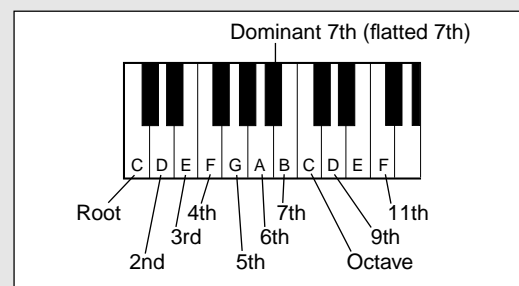 Dominant 7th (flatted 7th)
C D E F G A B C D E F
Root 4th 7th 11th
3rd 6th 9th
2nd 5th Octave